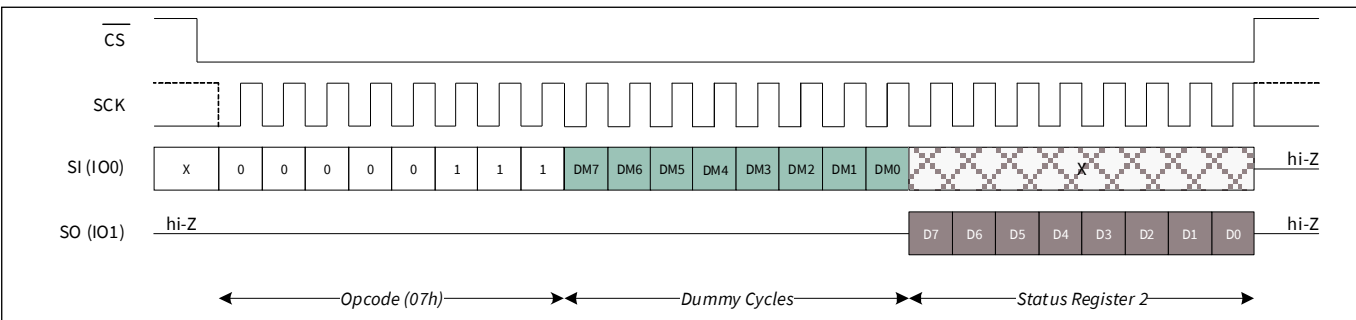 CS
SCK
SI (IO0) X 0 0 0 0 0 1 1 1 DM7 DM6 DM5 DM4 DM3 DM2 DM1 DM0 X hi-Z
SO (IO1) hi-Z D7 D6 D5 D4 D3 D2 D1 D0 hi-Z
Opcode (07h) Dummy Cycles Status Register 2